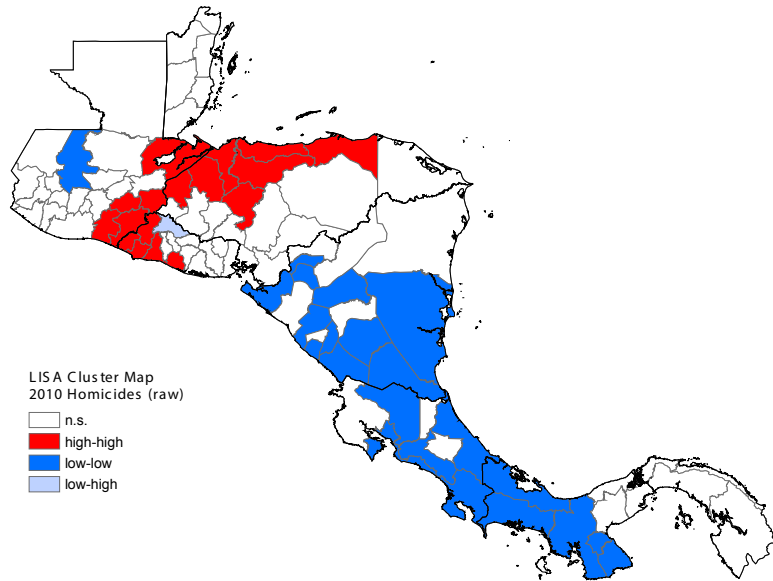 LISA Cluster Map
2010 Homicides (raw)
n.s.
high-high
low-low
low-high